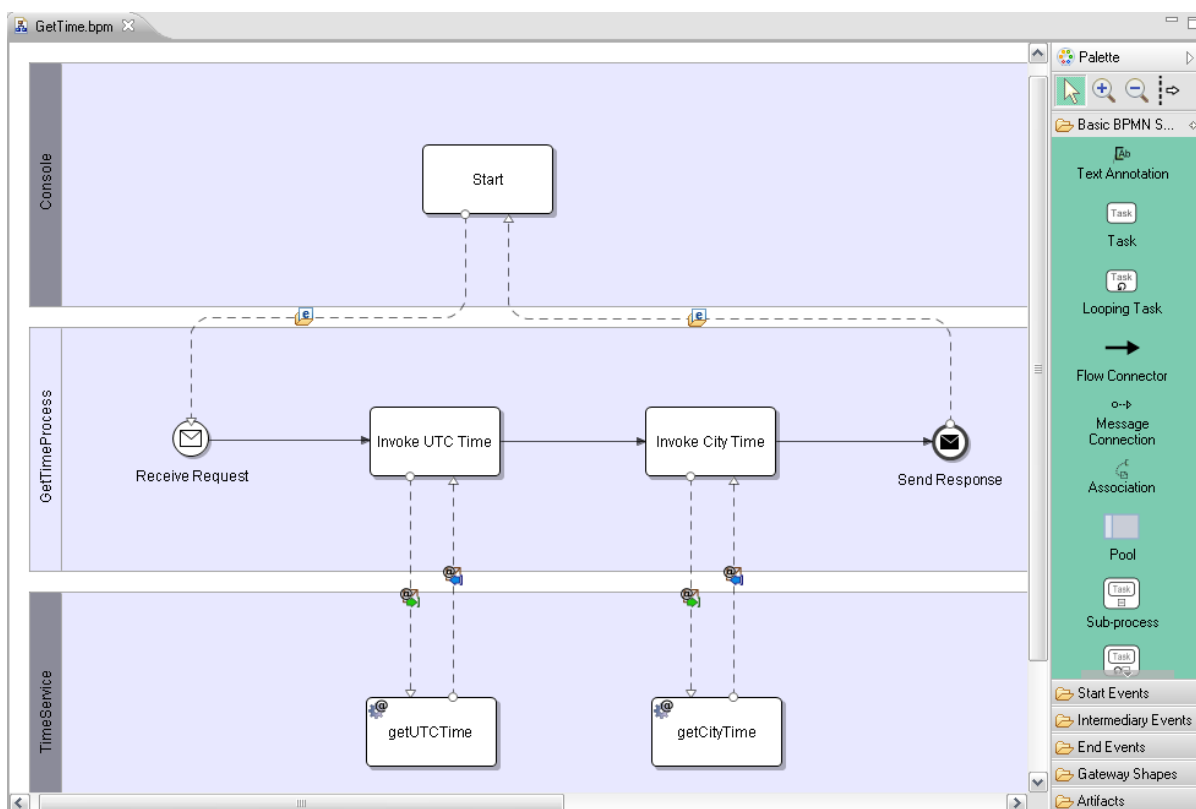 GetTime.bpm
Console
Start
e
e
GetTimeProcess
Receive Request
Invoke UTC Time
Invoke City Time
Send Response
TimeService
@
getUTCTime
@
getCityTime
Palette
Basic BPMN S...
Ab
Text Annotation
Task
Task
Task
Looping Task
Flow Connector
Message
Connection
Association
Pool
Task
Sub-process
Task
Start Events
Intermediary Events
End Events
Gateway Shapes
Artifacts